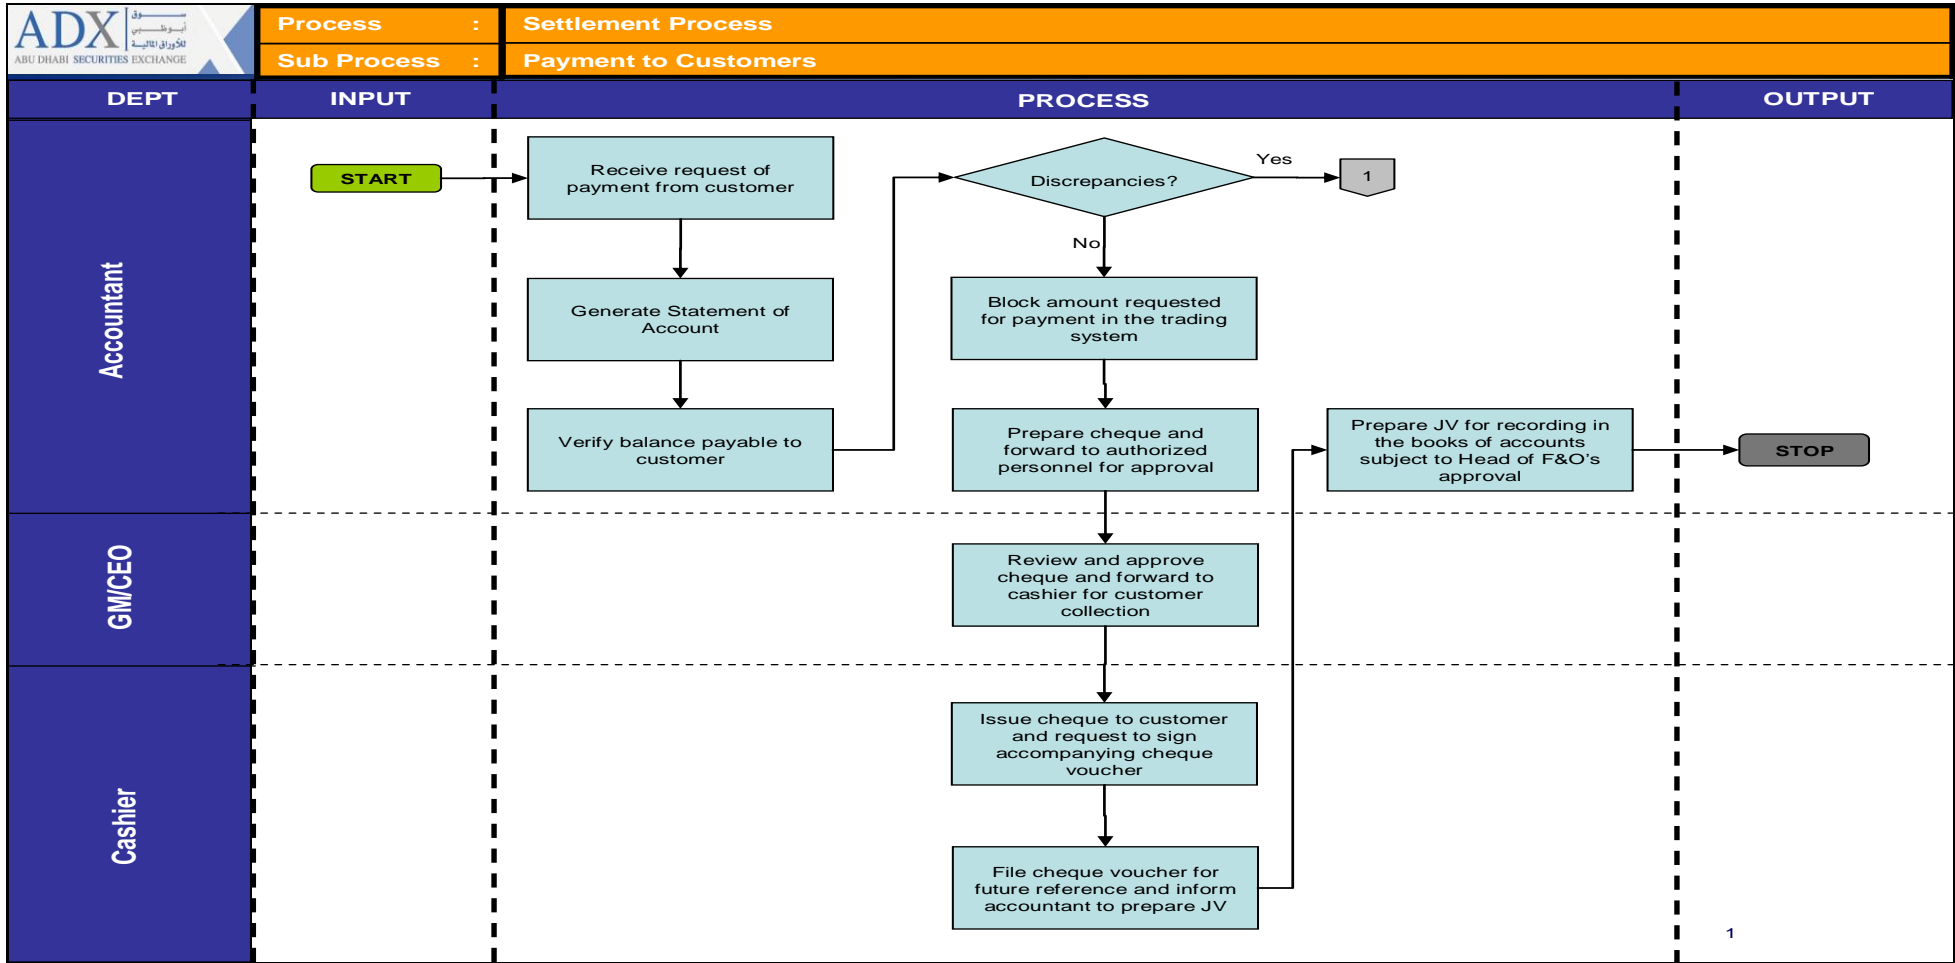 ADX
سوق
أبوظبي
للأوراق المالية
ABU DHABI SECURITIES EXCHANGE
Process : Settlement Process
Sub Process : Payment to Customers
DEPT INPUT PROCESS OUTPUT
Accountant
START
Receive request of
payment from customer
Discrepancies?
Yes
1
No
Generate Statement of
Account
Block amount requested
for payment in the trading
system
Verify balance payable to
customer
Prepare cheque and
forward to authorized
personnel for approval
Prepare JV for recording in
the books of accounts
subject to Head of F&O’s
approval
STOP
GM/CEO
Review and approve
cheque and forward to
cashier for customer
collection
Cashier
Issue cheque to customer
and request to sign
accompanying cheque
voucher
File cheque voucher for
future reference and inform
accountant to prepare JV
1